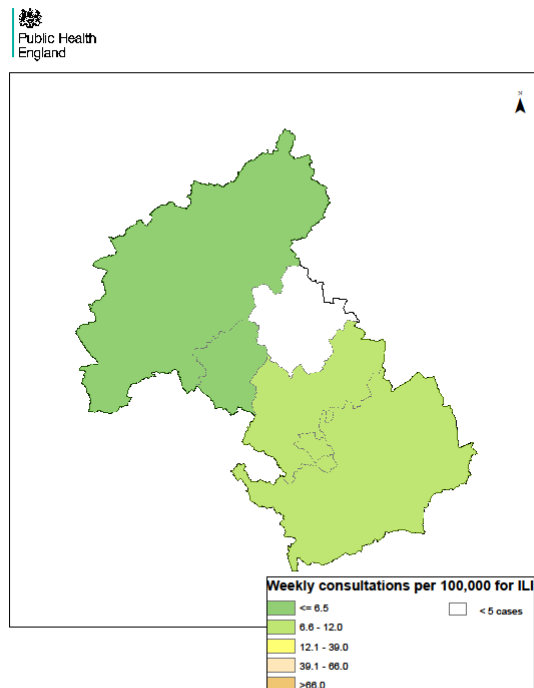 Public Health
England
N
Weekly consultations per 100,000 for ILI
<= 6.5
< 5 cases
6.6 - 12.0
12.1 - 39.0
39.1 - 66.0
>66.0